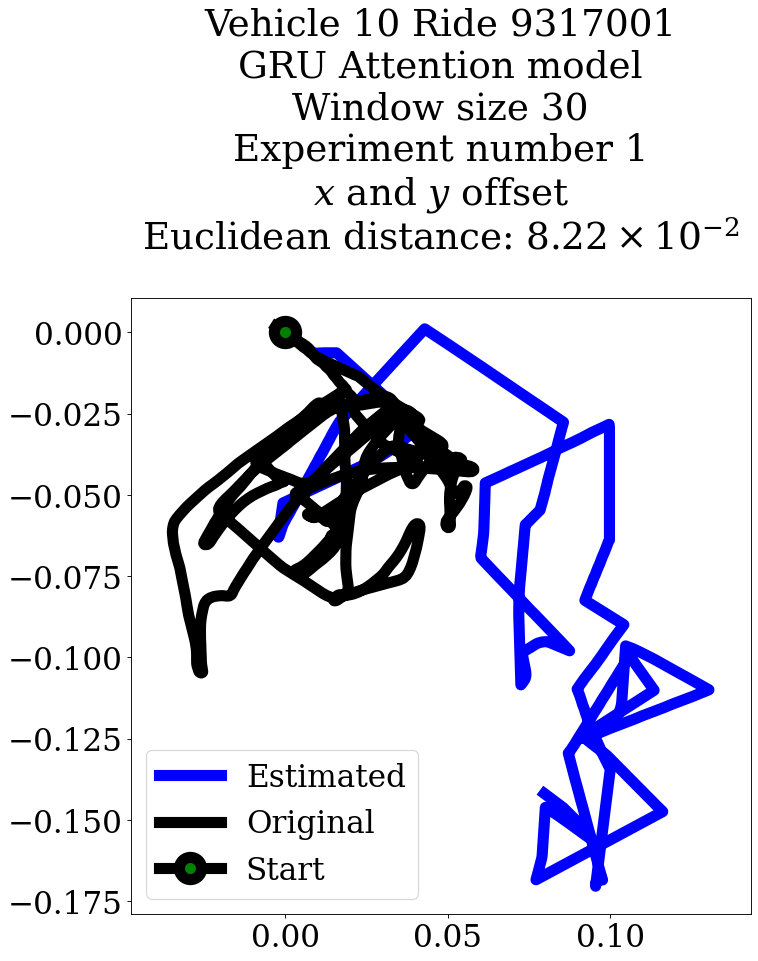 Vehicle 10 Ride 9317001
GRU Attention model
Window size 30
Experiment number 1
x and y offset
Euclidean distance: 8.22 × 10⁻²
0.000
−0.025
−0.050
−0.075
−0.100
−0.125
−0.150
−0.175
Estimated
Original
Start
0.00 0.05 0.10